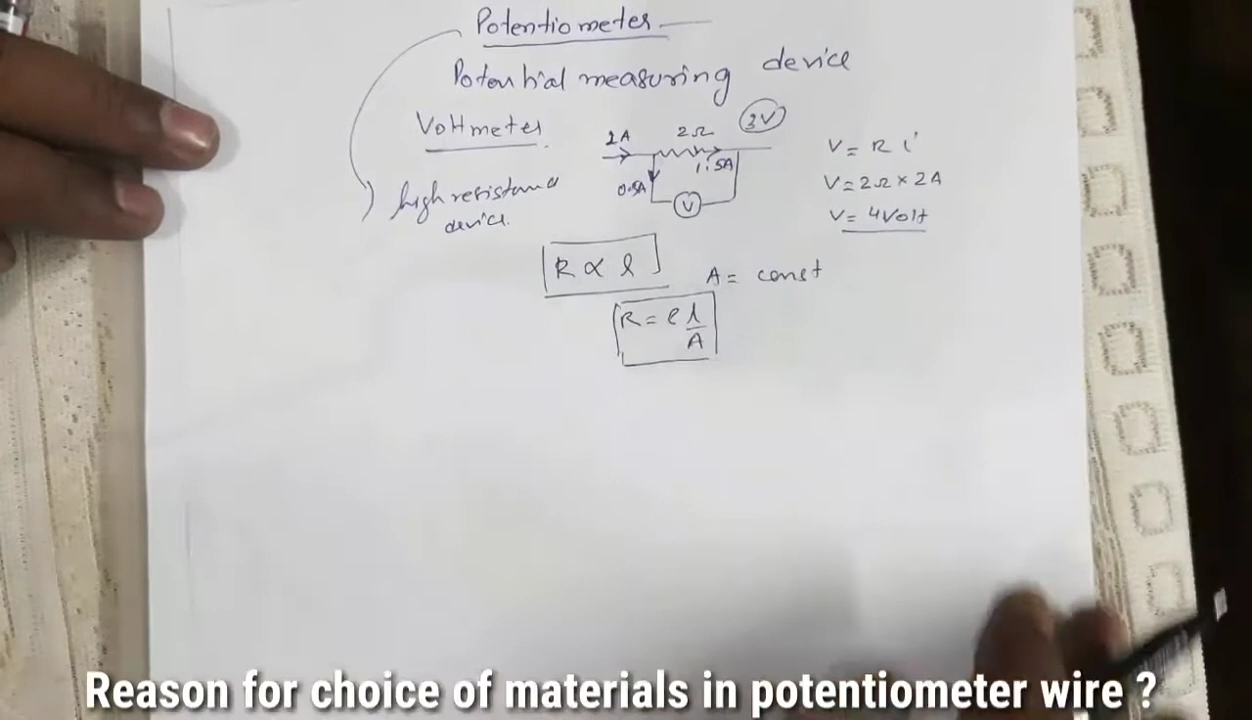 Potentiometer
Potential measuring device
Voltmeter
2A
2Ω
3V
1.5A
0.5A
V
high resistance
device.
V = R i
V = 2Ω × 2A
V = 4Volt
R ∝ l
A = const
R = ρ l/A
Reason for choice of materials in potentiometer wire ?